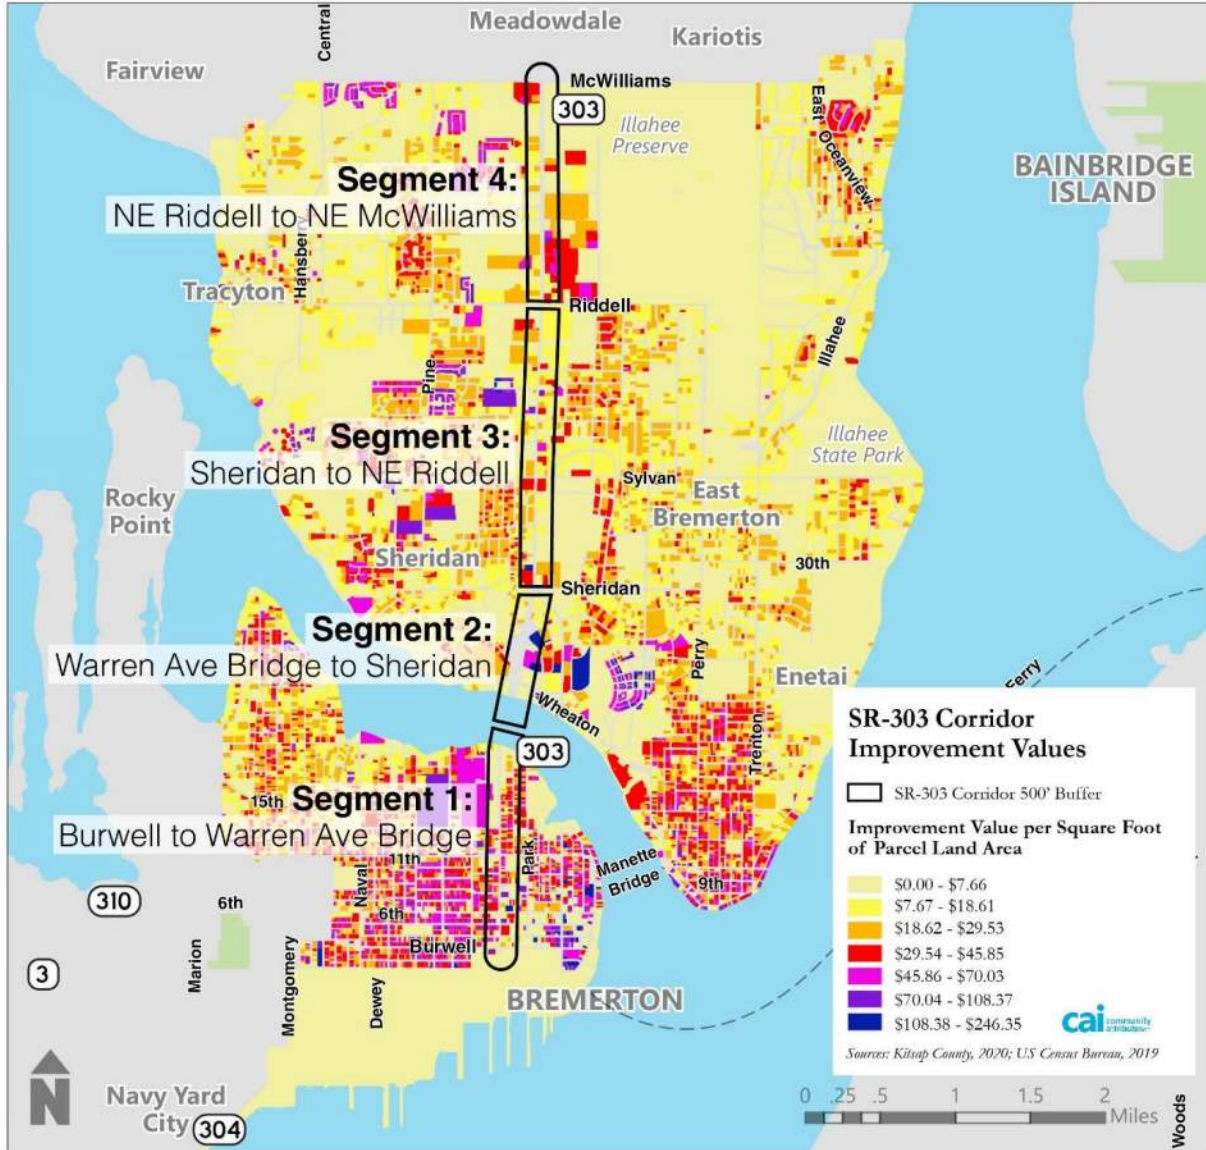 Meadowdale
Kariotis
Central
Fairview
McWilliams
303
Illahee
Preserve
East Oceanview
BAINBRIDGE
ISLAND
Segment 4:
NE Riddell to NE McWilliams
Hansberry
Tracyton
Riddell
Illahee
Pine
Segment 3:
Sheridan to NE Riddell
Illahee
State Park
Sylvan
East
Bremerton
Rocky
Point
Sheridan
30th
Sheridan
Segment 2:
Warren Ave Bridge to Sheridan
Perry
Enetai
Ferry
Wheaton
Trenton
303
SR-303 Corridor
Improvement Values
SR-303 Corridor 500' Buffer
Improvement Value per Square Foot
of Parcel Land Area
$0.00 - $7.66
$7.67 - $18.61
$18.62 - $29.53
$29.54 - $45.85
$45.86 - $70.03
$70.04 - $108.37
$108.38 - $246.35
cai community
attributes
Sources: Kitsap County, 2020; US Census Bureau, 2019
15th
Segment 1:
Burwell to Warren Ave Bridge
11th
Park
Manette
Bridge
9th
Naval
310
6th
6th
Burwell
Marion
Montgomery
Dewey
3
BREMERTON
N
Navy Yard
City
304
0 .25 .5 1 2
Miles
Woods